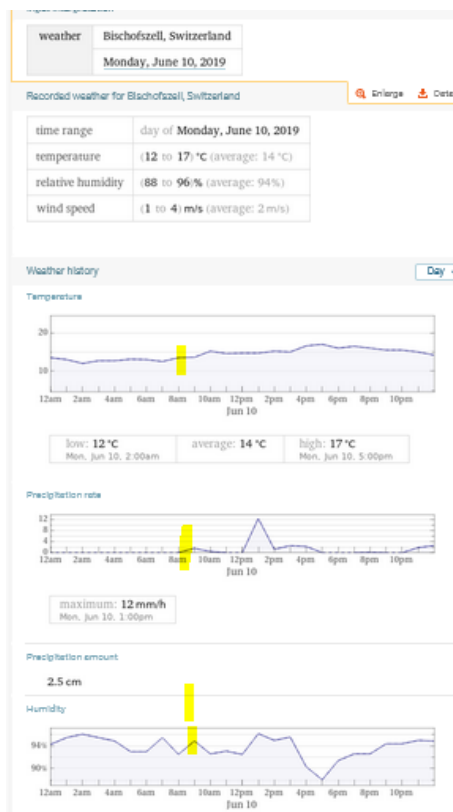 weather Bischofszell, Switzerland
Monday, June 10, 2019
Recorded weather for Bischofszell, Switzerland Enlarge
time range day of Monday, June 10, 2019
temperature (12 to 17) °C (average: 14 °C)
relative humidity (88 to 96)% (average: 94%)
wind speed (1 to 4) m/s (average: 2 m/s)
Weather history Day
Temperature
20
10
12am 2am 4am 6am 8am 10am 12pm 2pm 4pm 6pm 8pm 10pm
Jun 10
low: 12 °C average: 14 °C high: 17 °C
Mon, Jun 10, 2:00am Mon, Jun 10, 5:00pm
Precipitation rate
12
8
4
0
12am 2am 4am 6am 8am 10am 12pm 2pm 4pm 6pm 8pm 10pm
Jun 10
maximum: 12 mm/h
Mon, Jun 10, 1:00pm
Precipitation amount
2.5 cm
Humidity
94%
90%
12am 2am 4am 6am 8am 10am 12pm 2pm 4pm 6pm 8pm 10pm
Jun 10